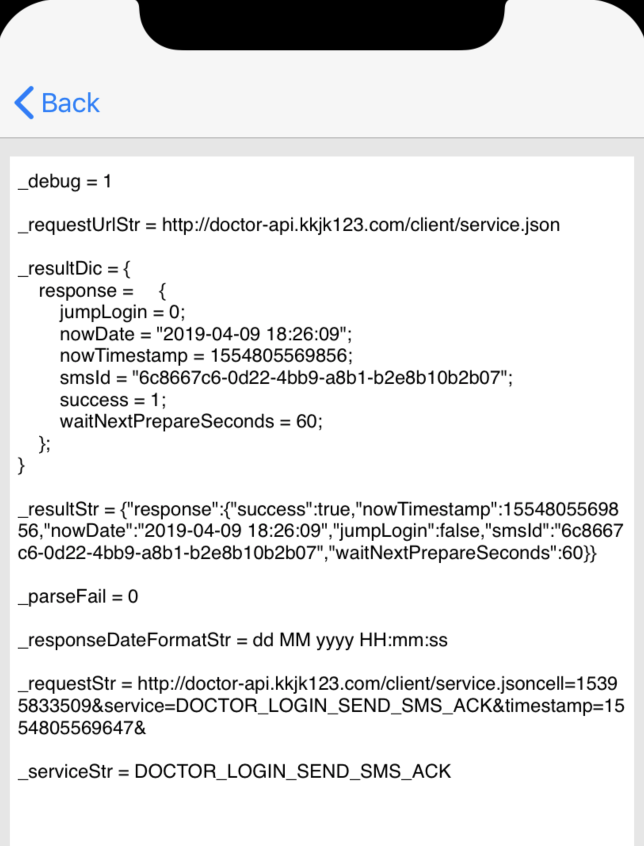 Back
_debug = 1
_requestUrlStr = http://doctor-api.kkjk123.com/client/service.json
_resultDic = {
response = {
jumpLogin = 0;
nowDate = "2019-04-09 18:26:09";
nowTimestamp = 1554805569856;
smsId = "6c8667c6-0d22-4bb9-a8b1-b2e8b10b2b07";
success = 1;
waitNextPrepareSeconds = 60;
};
}
_resultStr = {"response":{"success":true,"nowTimestamp":15548055698
56,"nowDate":"2019-04-09 18:26:09","jumpLogin":false,"smsId":"6c8667
c6-0d22-4bb9-a8b1-b2e8b10b2b07","waitNextPrepareSeconds":60}}
_parseFail = 0
_responseDateFormatStr = dd MM yyyy HH:mm:ss
_requestStr = http://doctor-api.kkjk123.com/client/service.jsoncell=1539
5833509&service=DOCTOR_LOGIN_SEND_SMS_ACK&timestamp=15
54805569647&
_serviceStr = DOCTOR_LOGIN_SEND_SMS_ACK